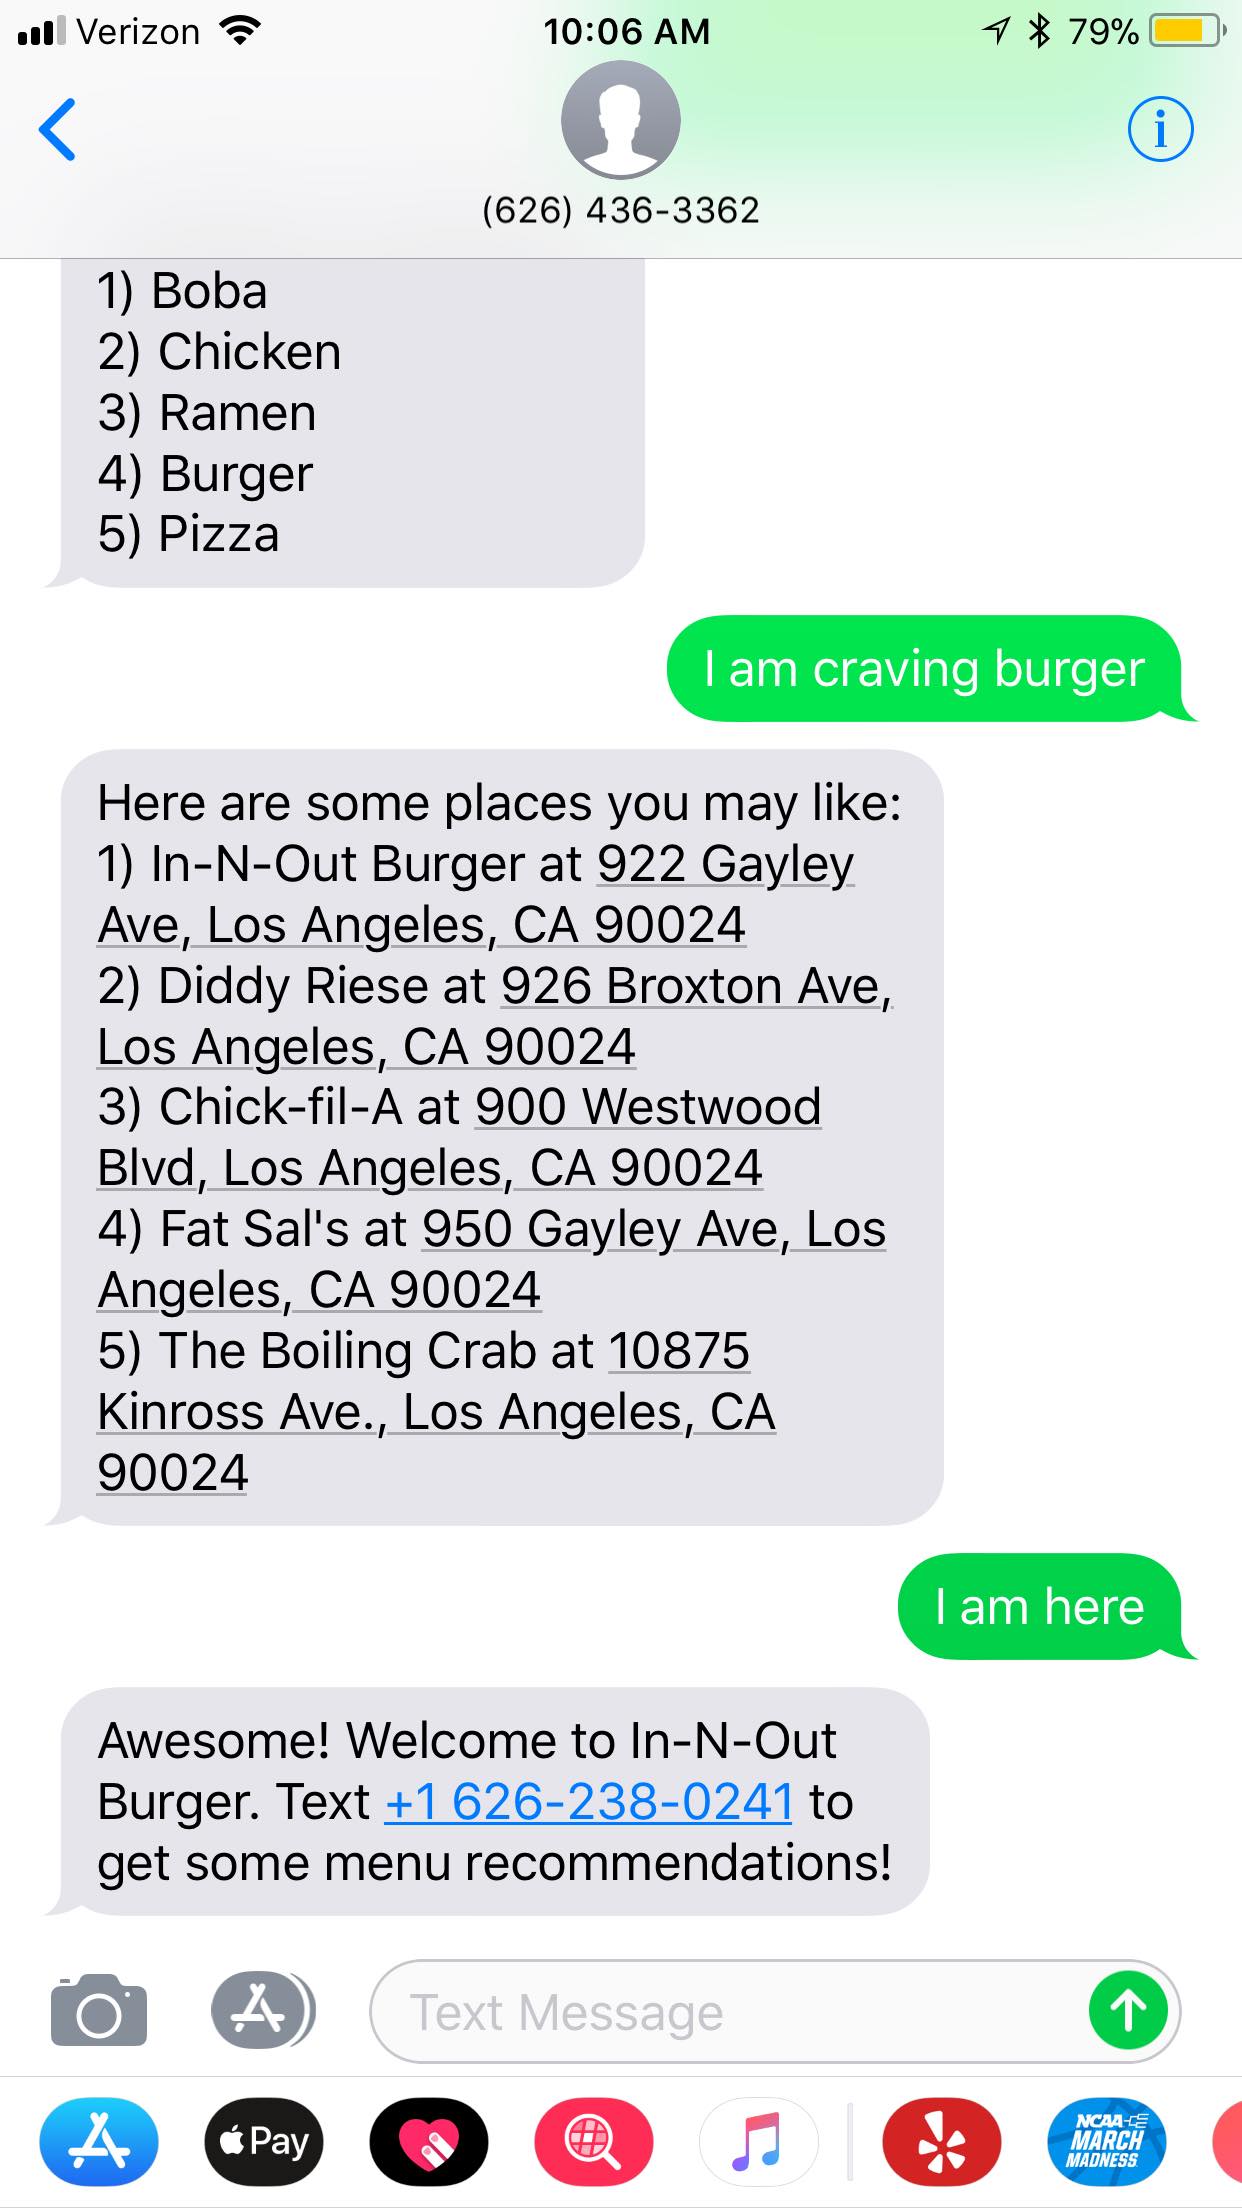 Verizon 10:06 AM 79%
(626) 436-3362
1) Boba
2) Chicken
3) Ramen
4) Burger
5) Pizza
I am craving burger
Here are some places you may like:
1) In-N-Out Burger at 922 Gayley
Ave, Los Angeles, CA 90024
2) Diddy Riese at 926 Broxton Ave,
Los Angeles, CA 90024
3) Chick-fil-A at 900 Westwood
Blvd, Los Angeles, CA 90024
4) Fat Sal's at 950 Gayley Ave, Los
Angeles, CA 90024
5) The Boiling Crab at 10875
Kinross Ave., Los Angeles, CA
90024
I am here
Awesome! Welcome to In-N-Out
Burger. Text +1 626-238-0241 to
get some menu recommendations!
Text Message
Pay
NCAA
MARCH
MADNESS